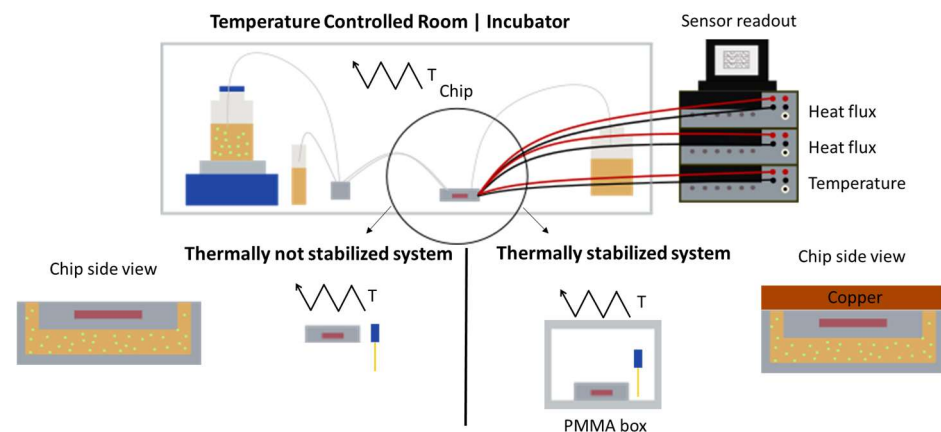 Temperature Controlled Room | Incubator
Sensor readout
T
Chip
Heat flux
Heat flux
Temperature
Thermally not stabilized system
Thermally stabilized system
Chip side view
Chip side view
T
T
Copper
PMMA box